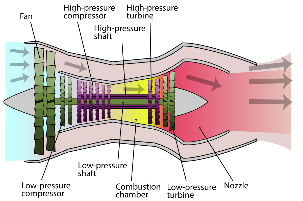 Fan
High-pressure
compressor
High-pressure
turbine
High-pressure
shaft
Low-pressure
compressor
Low-pressure
shaft
Combustion
chamber
Low-pressure
turbine
Nozzle